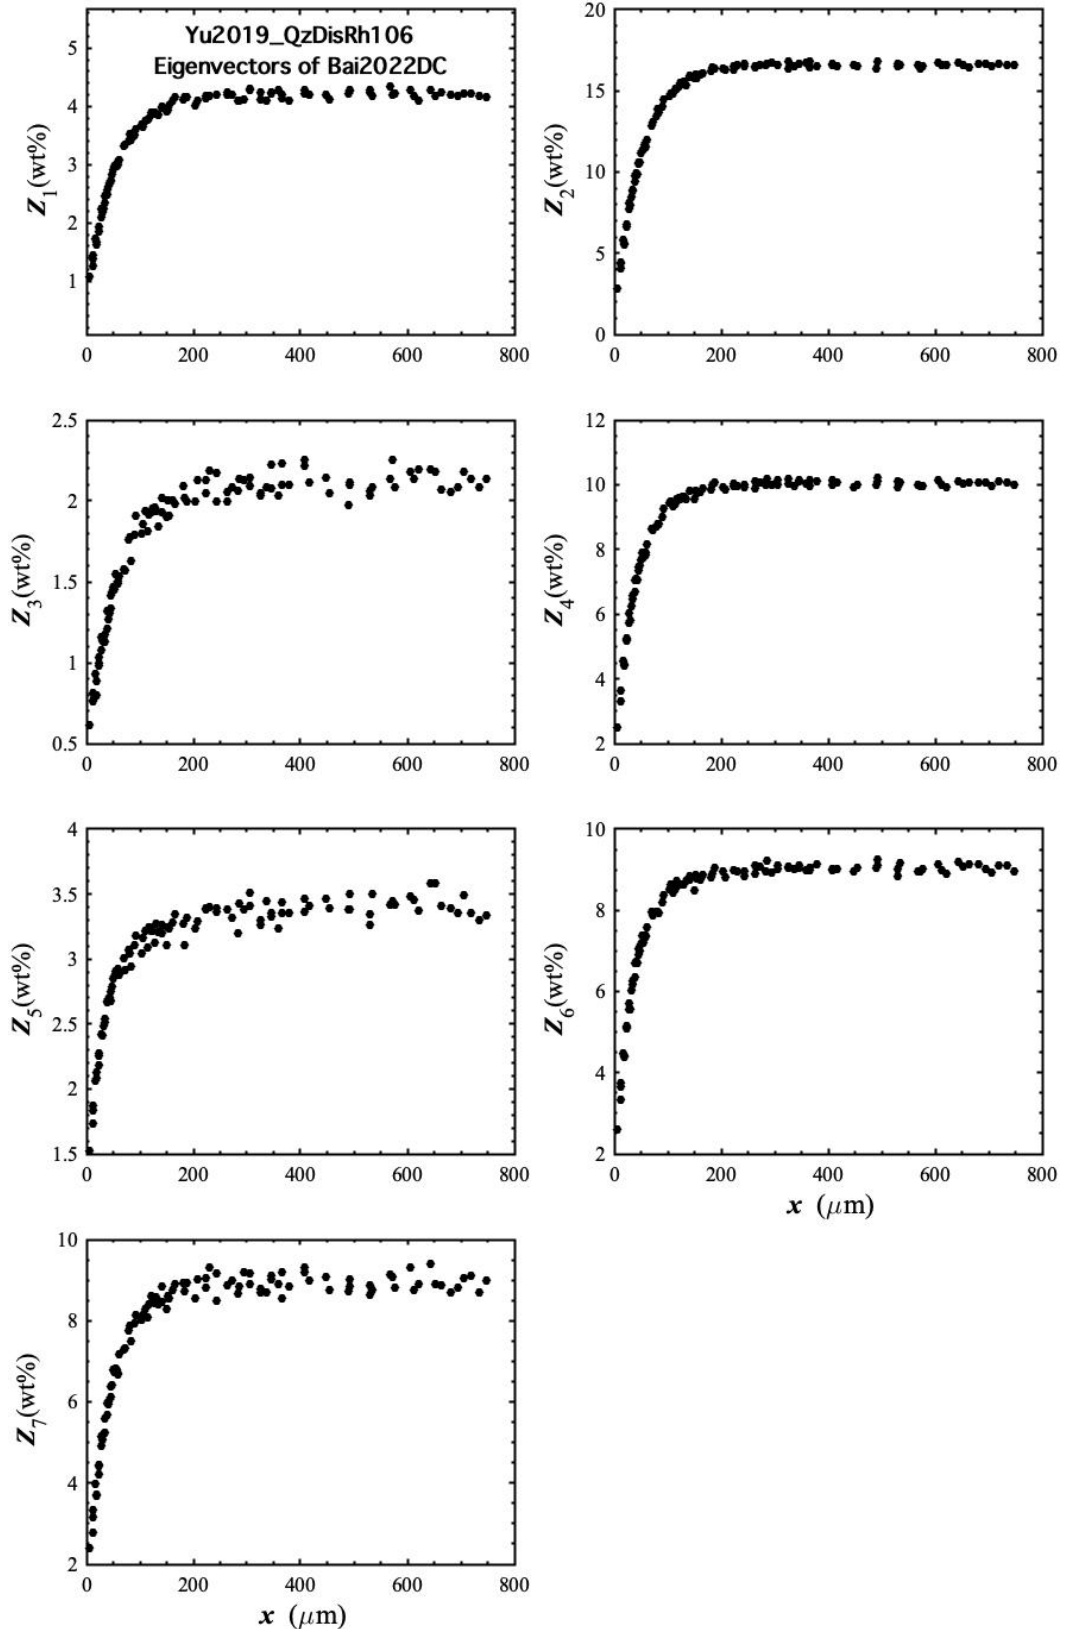 Yu2019_QzDisRh106
Eigenvectors of Bai2022DC
Z1(wt%)
5
4
3
2
1
0 200 400 600 800
Z2(wt%)
20
15
10
5
0
0 200 400 600 800
Z3(wt%)
2.5
2
1.5
1
0.5
0 200 400 600 800
Z4(wt%)
12
10
8
6
4
2
0 200 400 600 800
Z5(wt%)
4
3.5
3
2.5
2
1.5
0 200 400 600 800
Z6(wt%)
10
8
6
4
2
0 200 400 600 800
x (μm)
Z7(wt%)
10
8
6
4
2
0 200 400 600 800
x (μm)